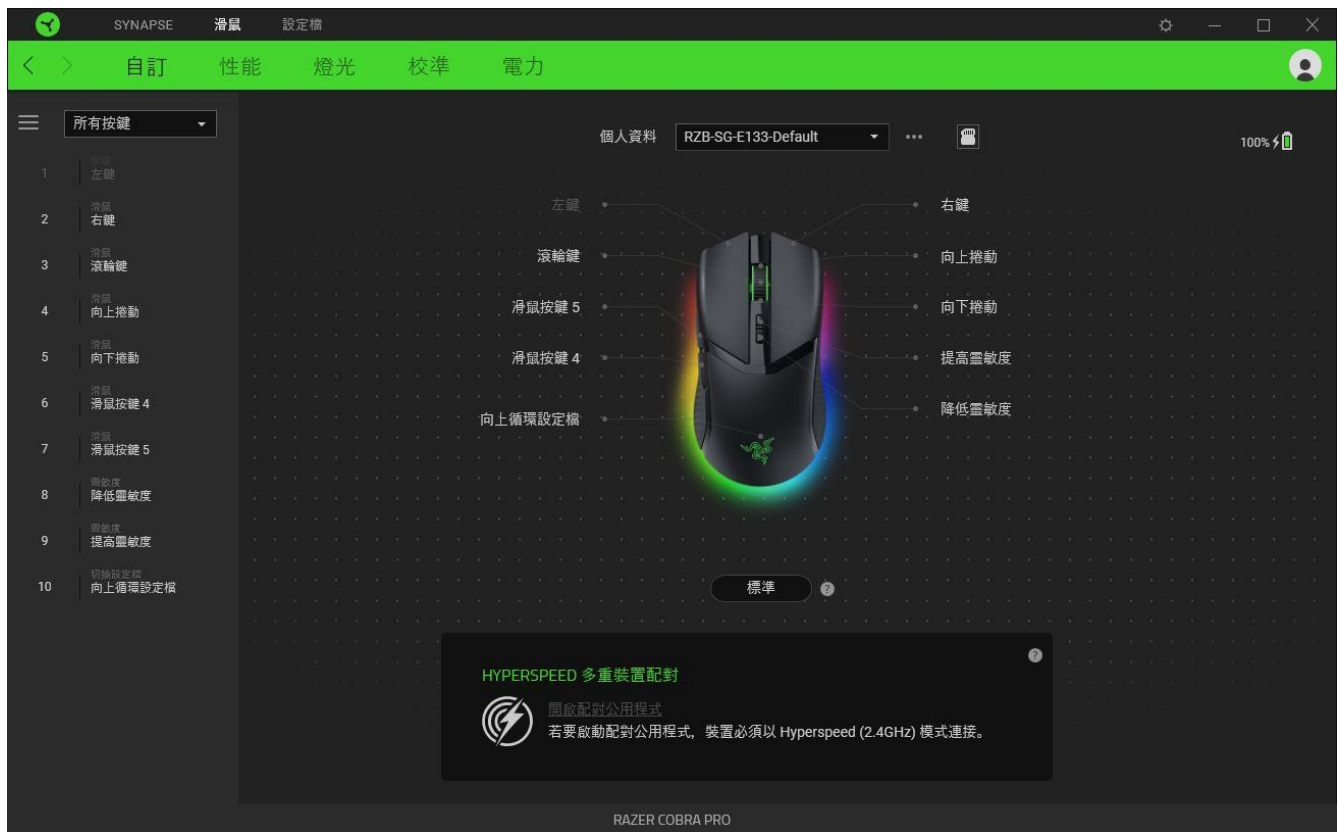 SYNAPSE 滑鼠 設定檔
自訂 性能 燈光 校準 電力
所有按鍵
個人資料 RZB-SG-E133-Default
100%
1 滑鼠
左鍵
2 滑鼠
右鍵
3 滑鼠
滾輪鍵
4 滑鼠
向上捲動
5 滑鼠
向下捲動
6 滑鼠
滑鼠按鍵 4
7 滑鼠
滑鼠按鍵 5
8 靈敏度
降低靈敏度
9 靈敏度
提高靈敏度
10 切換設定檔
向上循環設定檔
左鍵
滾輪鍵
滑鼠按鍵 5
滑鼠按鍵 4
向上循環設定檔
右鍵
向上捲動
向下捲動
提高靈敏度
降低靈敏度
標準 ?
?
HYPERSPEED 多重裝置配對
開啟配對公用程式
若要啟動配對公用程式，裝置必須以 Hyperspeed (2.4GHz) 模式連接。
RAZER COBRA PRO